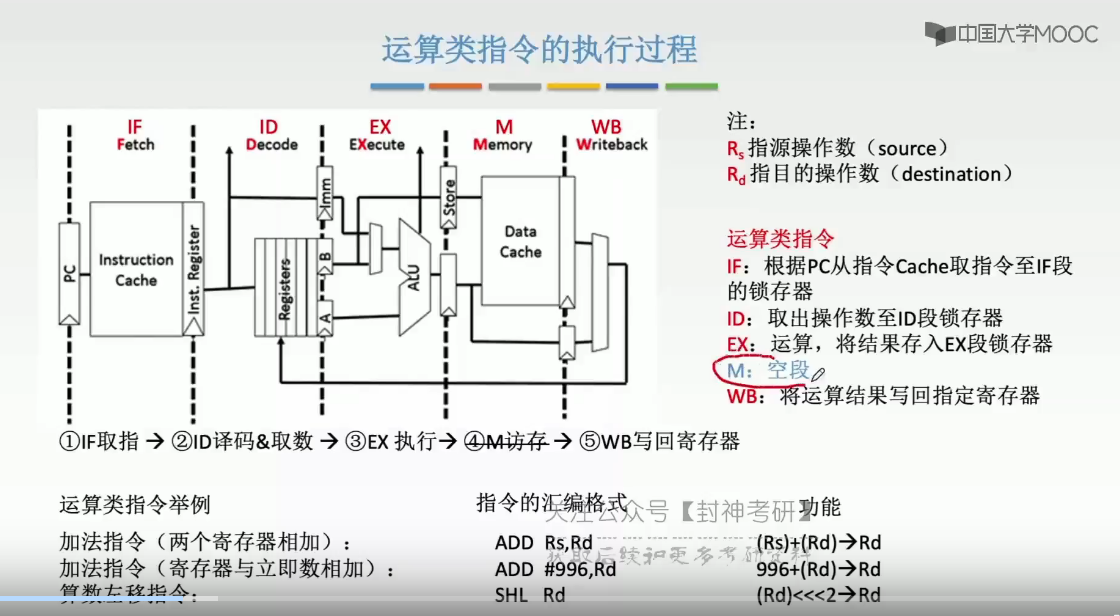 中国大学MOOC
运算类指令的执行过程
IF ID EX M WB
Fetch Decode EXecute Memory Writeback
PC
Instruction Cache
Inst. Register
Registers
Imm
B
A
ALU
Store
Data Cache
注：
Rs 指源操作数（source）
Rd 指目的操作数（destination）
运算类指令
IF：根据PC从指令Cache取指令至IF段
的锁存器
ID：取出操作数至ID段锁存器
EX：运算，将结果存入EX段锁存器
M：空段
WB：将运算结果写回指定寄存器
①IF取指 → ②ID译码&取数 → ③EX 执行→ ④M访存 → ⑤WB写回寄存器
运算类指令举例 指令的汇编格式 功能
关注公众号【封神考研】
加法指令（两个寄存器相加）： ADD Rs,Rd (Rs)+(Rd)→Rd
获取后续和更多考研资料
加法指令（寄存器与立即数相加）： ADD #996,Rd 996+(Rd)→Rd
算数左移指令： SHL Rd (Rd)<<<2→Rd